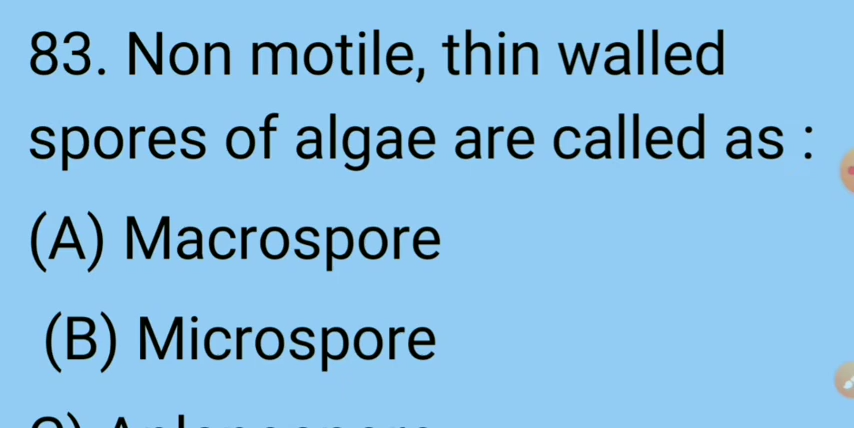 83. Non motile, thin walled
spores of algae are called as :
(A) Macrospore
(B) Microspore